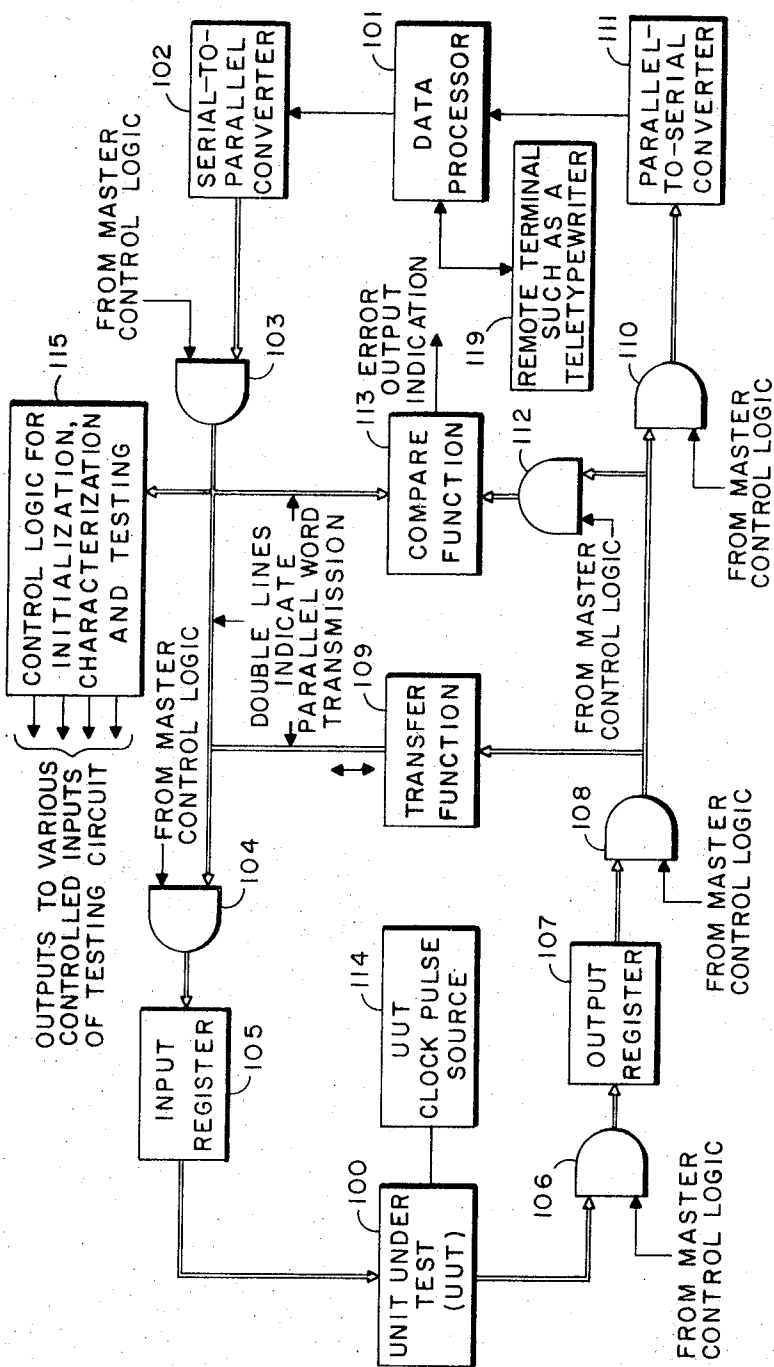 OUTPUTS TO VARIOUS
CONTROLLED INPUTS
OF TESTING CIRCUIT
CONTROL LOGIC FOR
INITIALIZATION,
CHARACTERIZATION
AND TESTING
115
FROM MASTER
CONTROL LOGIC
102
SERIAL-TO-
PARALLEL
CONVERTER
FROM MASTER
CONTROL LOGIC
103
104
INPUT
REGISTER
105
DOUBLE LINES
INDICATE
PARALLEL WORD
TRANSMISSION
109
TRANSFER
FUNCTION
113 ERROR
OUTPUT
INDICATION
COMPARE
FUNCTION
112
FROM MASTER
CONTROL LOGIC
101
DATA
PROCESSOR
119
REMOTE TERMINAL
SUCH AS A
TELETYPEWRITER
114
UUT
CLOCK PULSE
SOURCE
100
UNIT UNDER
TEST
(UUT)
106
FROM MASTER
CONTROL LOGIC
107
OUTPUT
REGISTER
108
FROM MASTER
CONTROL LOGIC
110
FROM MASTER
CONTROL LOGIC
111
PARALLEL-
TO-SERIAL
CONVERTER